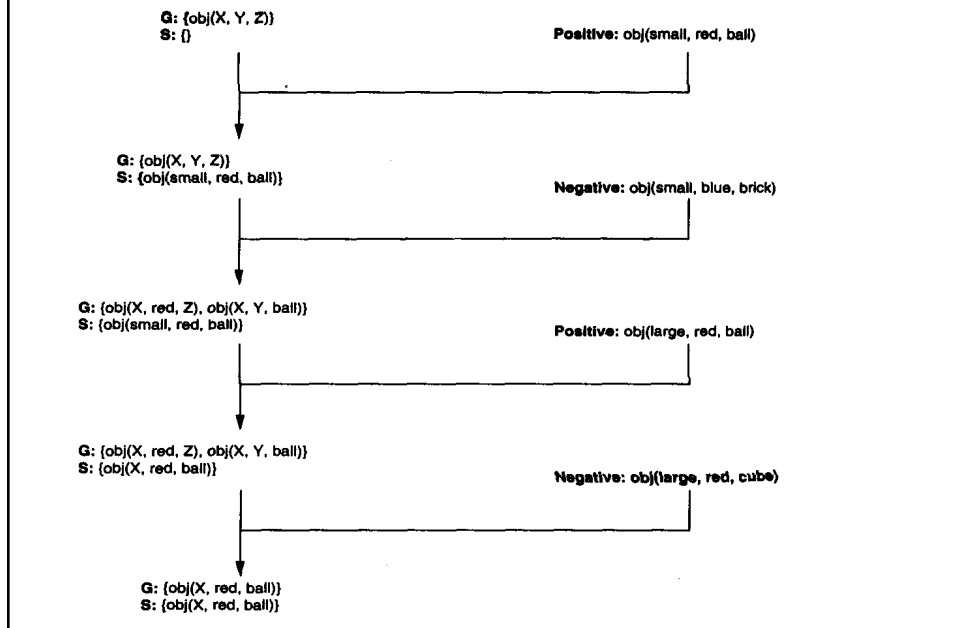 G: {obj(X, Y, Z)}
S: {}
Positive: obj(small, red, ball)
G: {obj(X, Y, Z)}
S: {obj(small, red, ball)}
Negative: obj(small, blue, brick)
G: {obj(X, red, Z), obj(X, Y, ball)}
S: {obj(small, red, ball)}
Positive: obj(large, red, ball)
G: {obj(X, red, Z), obj(X, Y, ball)}
S: {obj(X, red, ball)}
Negative: obj(large, red, cube)
G: {obj(X, red, ball)}
S: {obj(X, red, ball)}